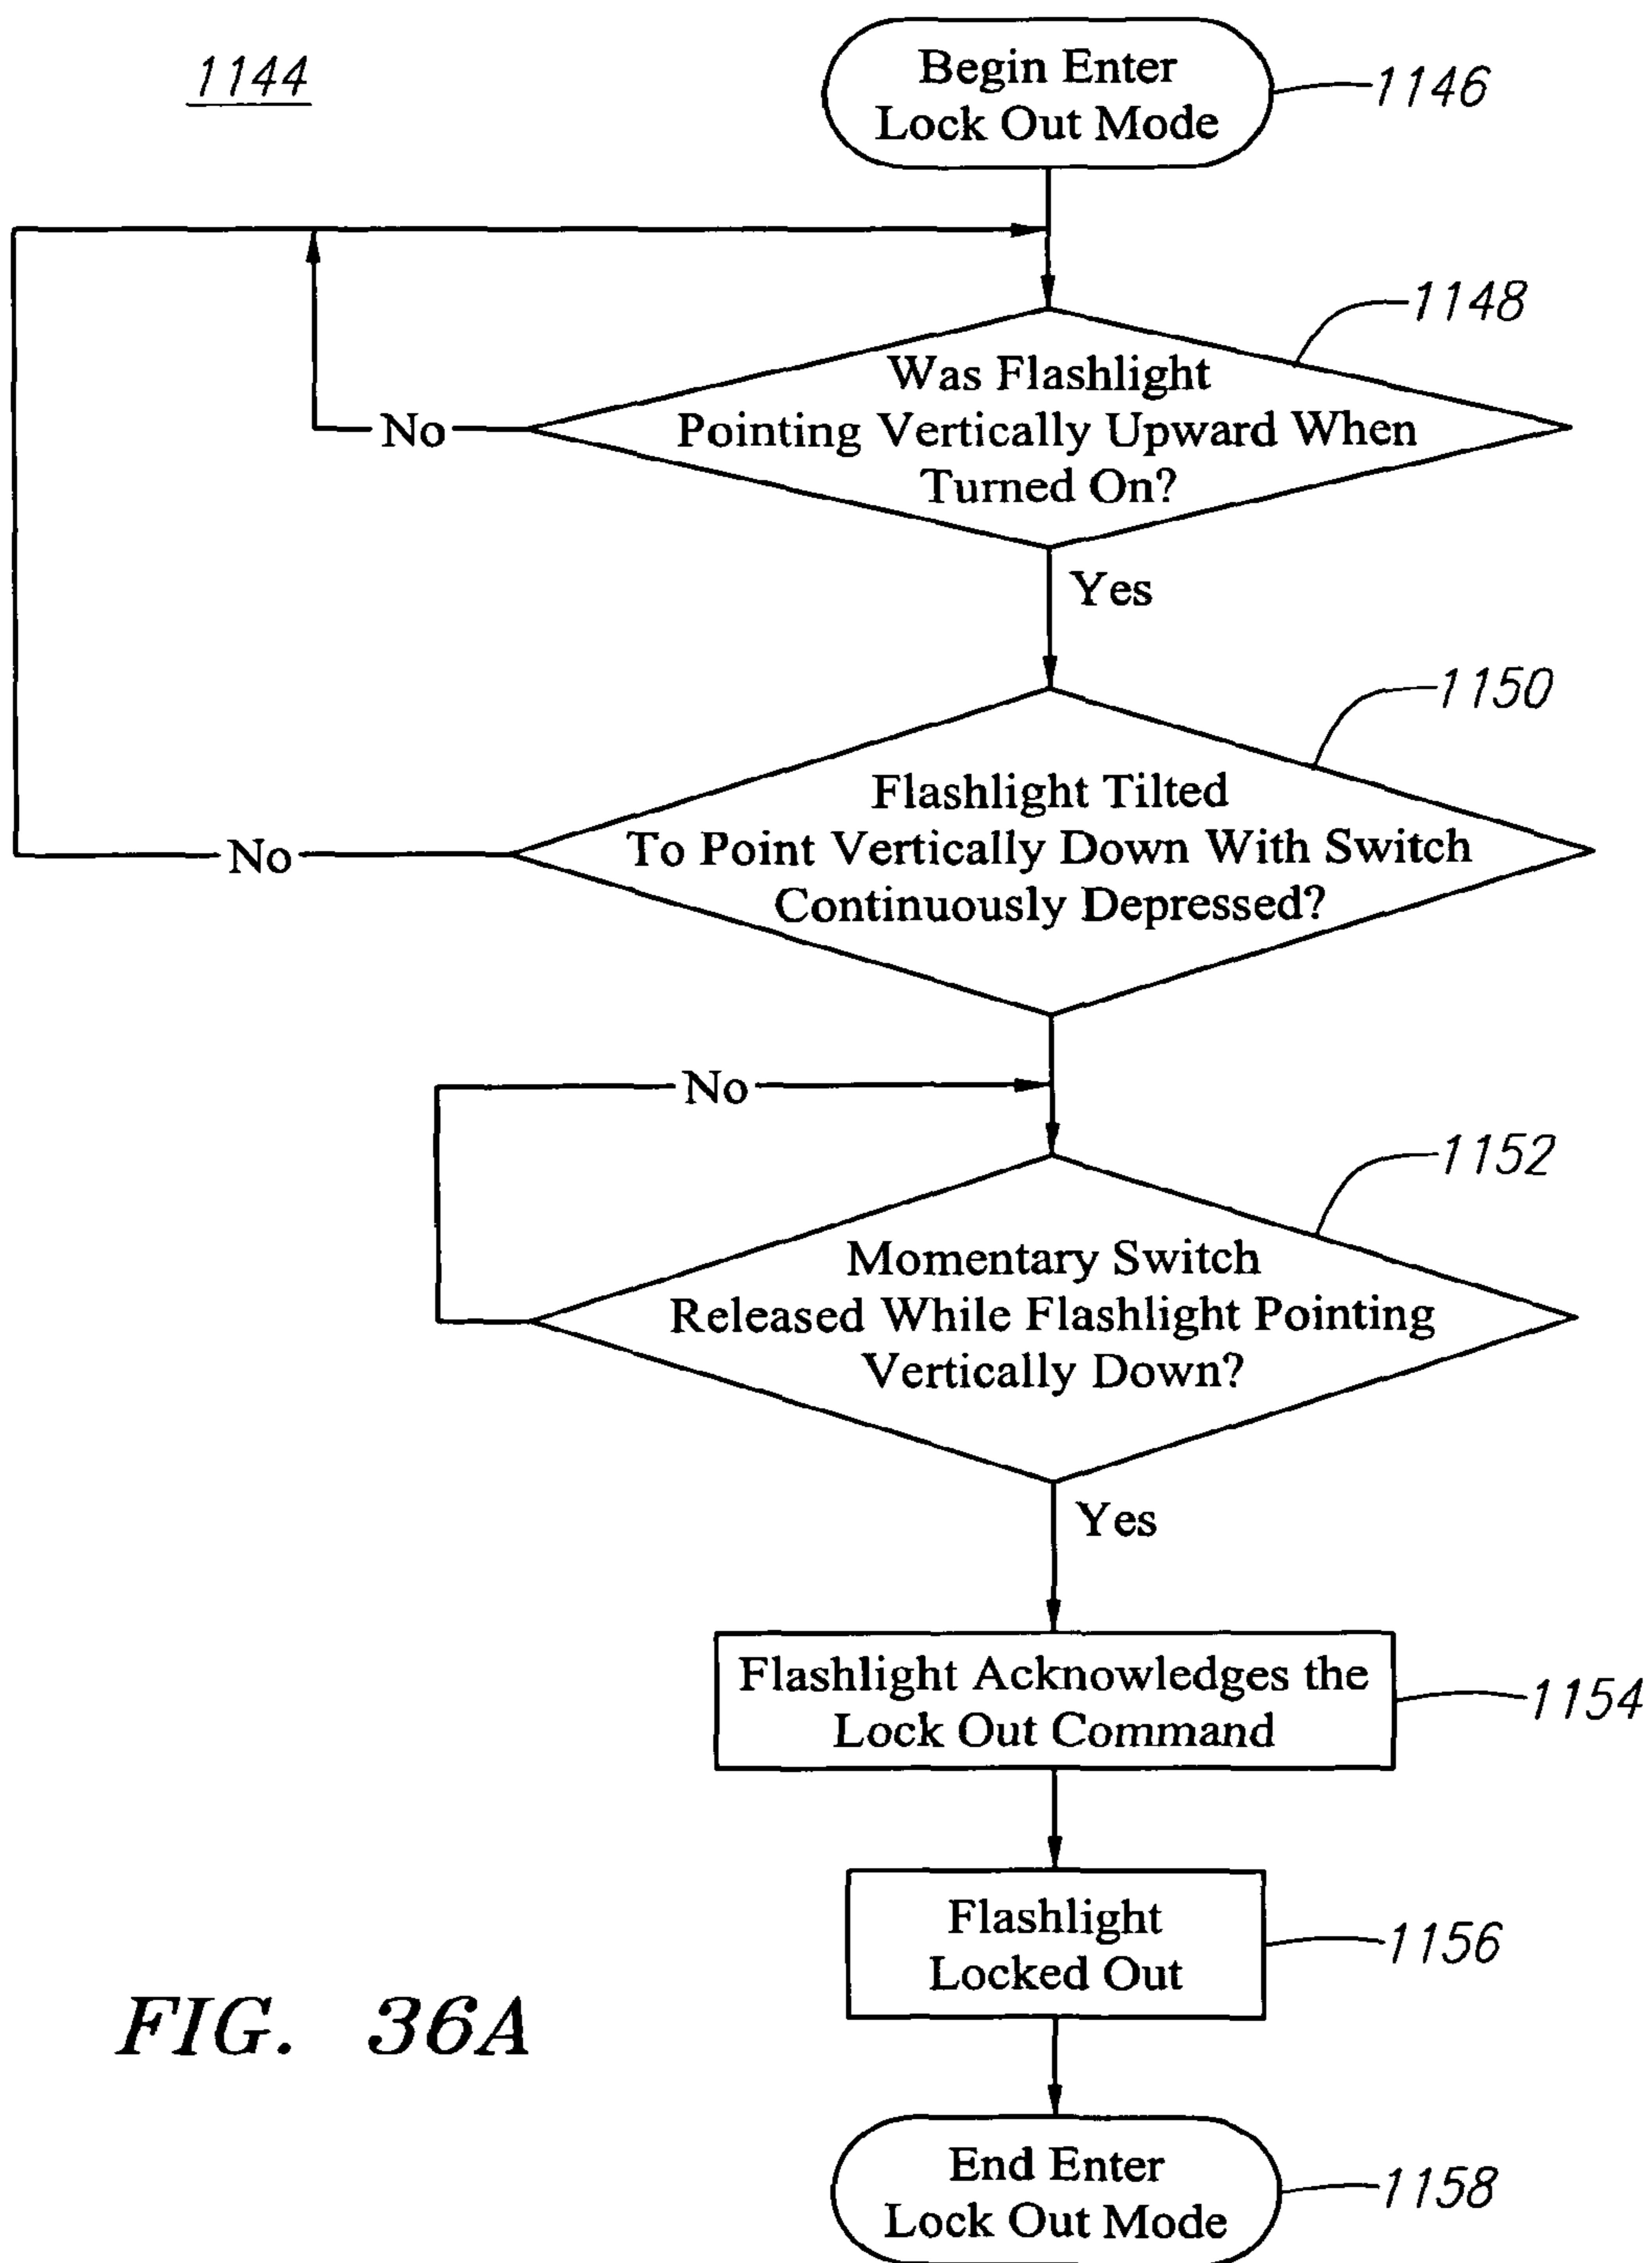 1144
Begin Enter
Lock Out Mode
1146
1148
Was Flashlight
Pointing Vertically Upward When
Turned On?
No
Yes
1150
Flashlight Tilted
To Point Vertically Down With Switch
Continuously Depressed?
No
No
1152
Momentary Switch
Released While Flashlight Pointing
Vertically Down?
Yes
Flashlight Acknowledges the
Lock Out Command
1154
Flashlight
Locked Out
1156
FIG. 36A
End Enter
Lock Out Mode
1158